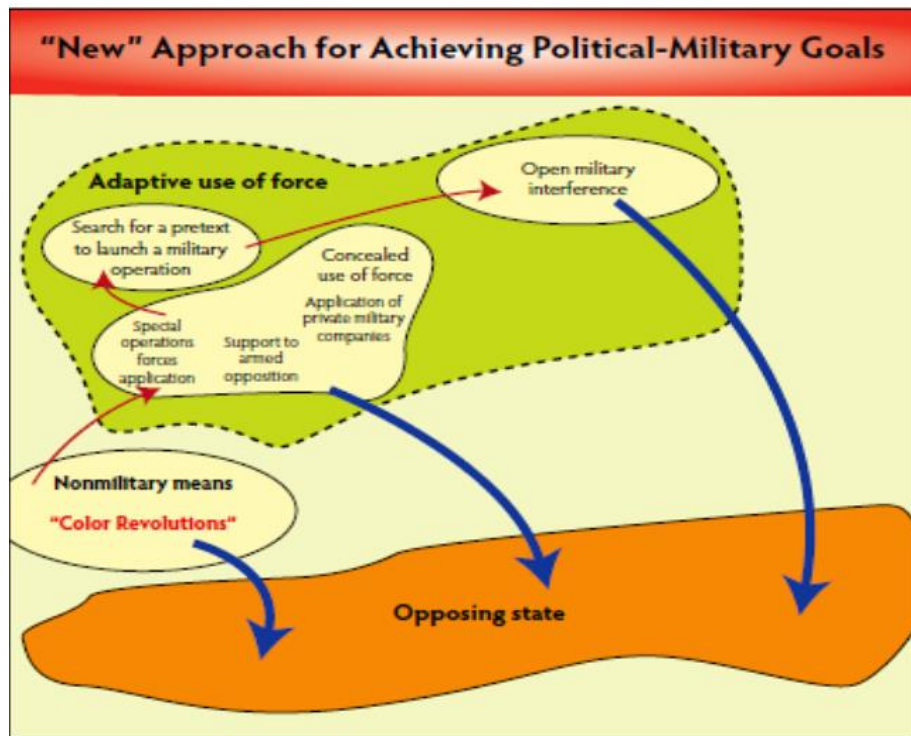 “New” Approach for Achieving Political-Military Goals
Adaptive use of force
Open military
interference
Search for a pretext
to launch a military
operation
Concealed
use of force
Application of
private military
companies
Special
operations
forces
application
Support to
armed
opposition
Nonmilitary means
“Color Revolutions”
Opposing state